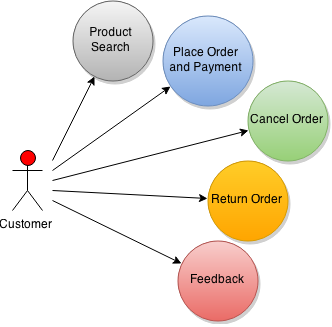 Product
Search
Place Order
and Payment
Cancel Order
Customer
Return Order
Feedback